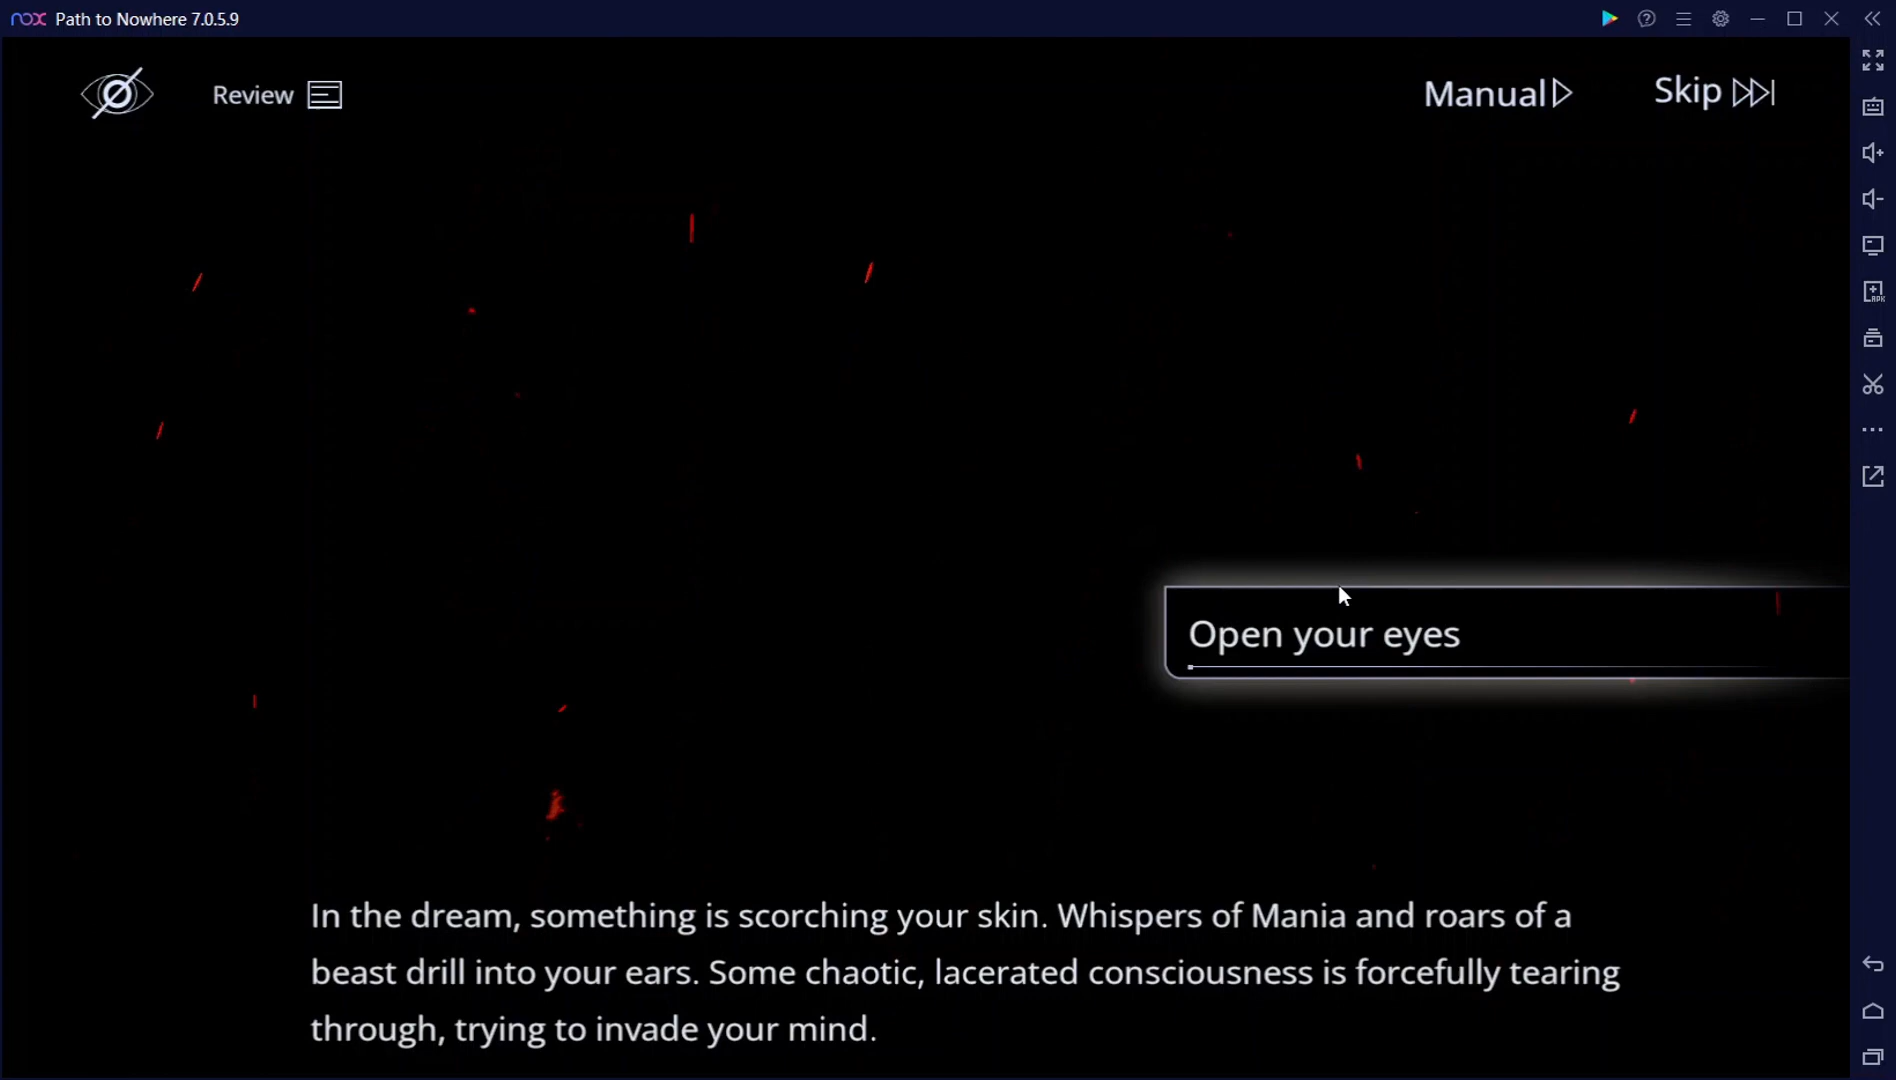 nox Path to Nowhere 7.0.5.9
Review
Manual
Skip
Open your eyes
In the dream, something is scorching your skin. Whispers of Mania and roars of a
beast drill into your ears. Some chaotic, lacerated consciousness is forcefully tearing
through, trying to invade your mind.